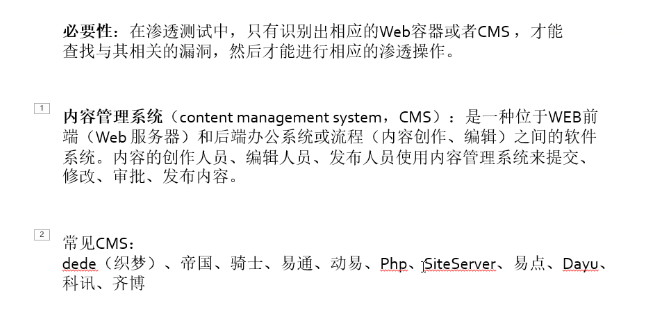 必要性：在渗透测试中，只有识别出相应的Web容器或者CMS，才能
查找与其相关的漏洞，然后才能进行相应的渗透操作。
1
内容管理系统（content management system，CMS）：是一种位于WEB前
端（Web 服务器）和后端办公系统或流程（内容创作、编辑）之间的软件
系统。内容的创作人员、编辑人员、发布人员使用内容管理系统来提交、
修改、审批、发布内容。
2
常见CMS：
dede（织梦）、帝国、骑士、易通、动易、Php、SiteServer、易点、Dayu、
科讯、齐博